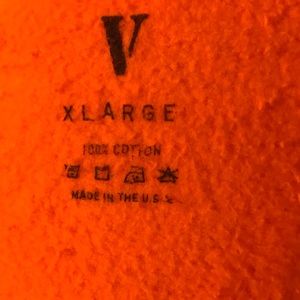 V
XLARGE
100% COTTON
MADE IN THE U.S.A.